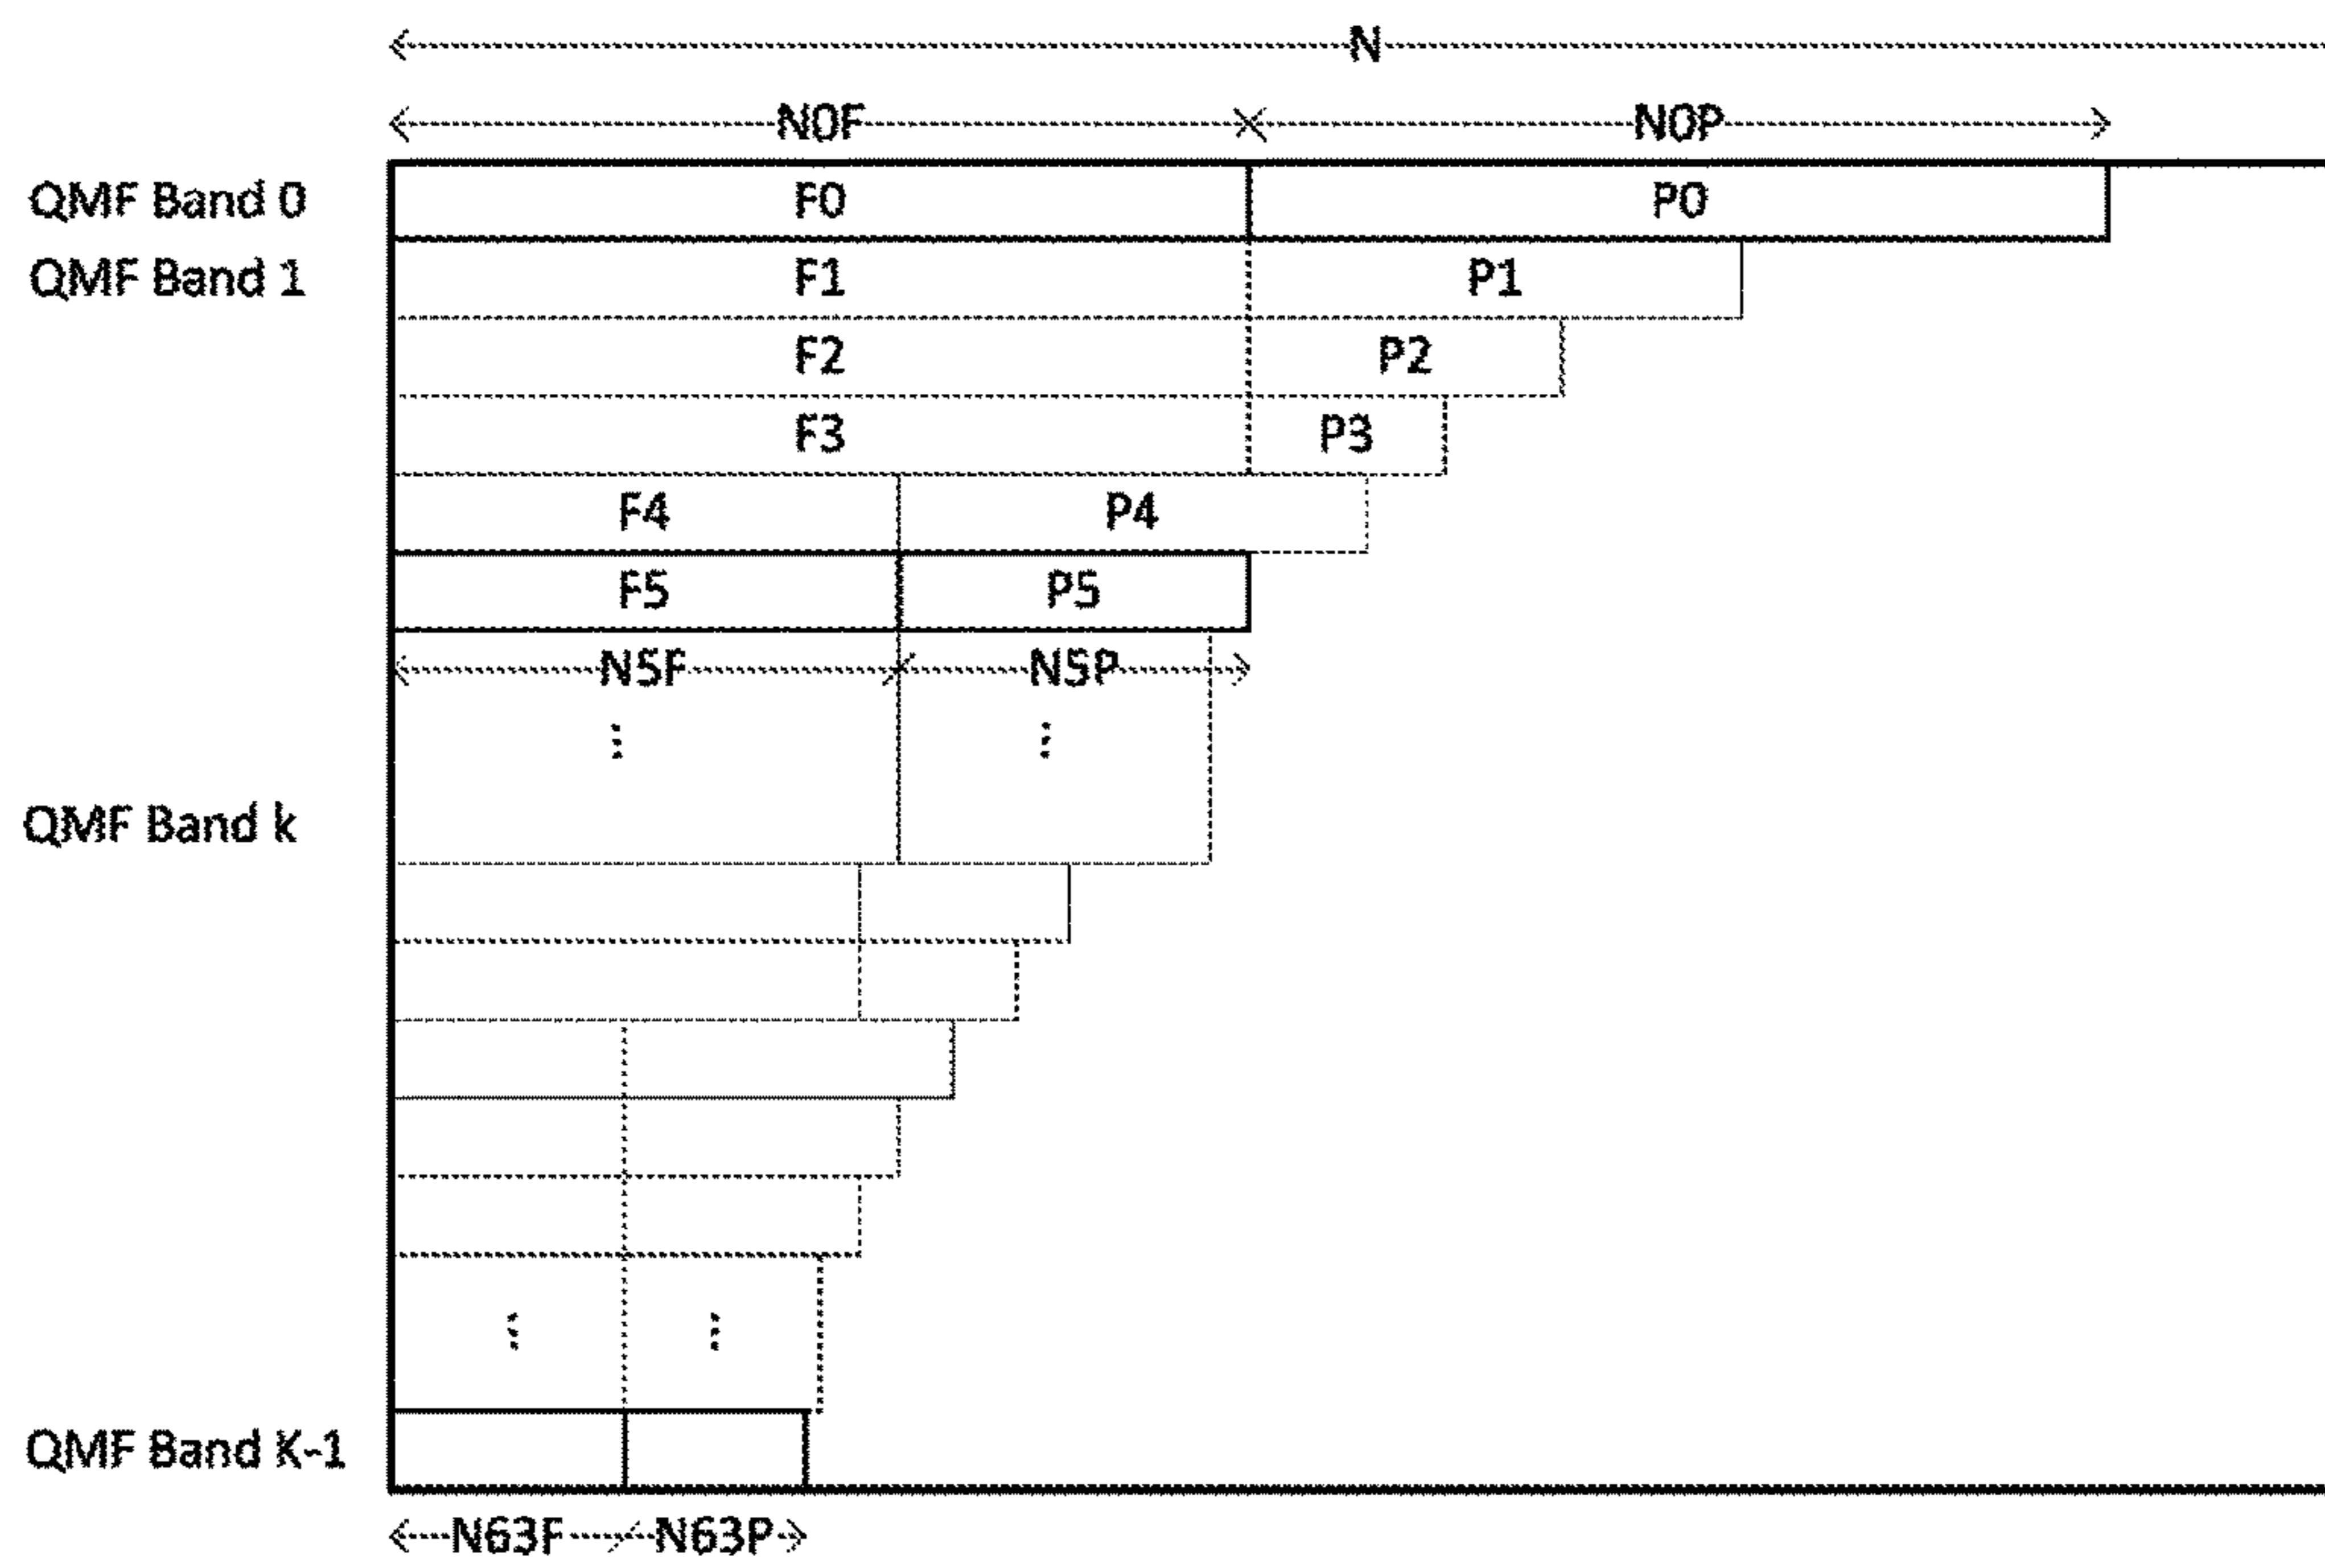 N
N0F N0P
QMF Band 0 F0 P0
QMF Band 1 F1 P1
F2 P2
F3 P3
F4 P4
F5 P5
N5F N5P
⋮ ⋮
QMF Band k
⋮ ⋮
QMF Band K-1
N63F N63P